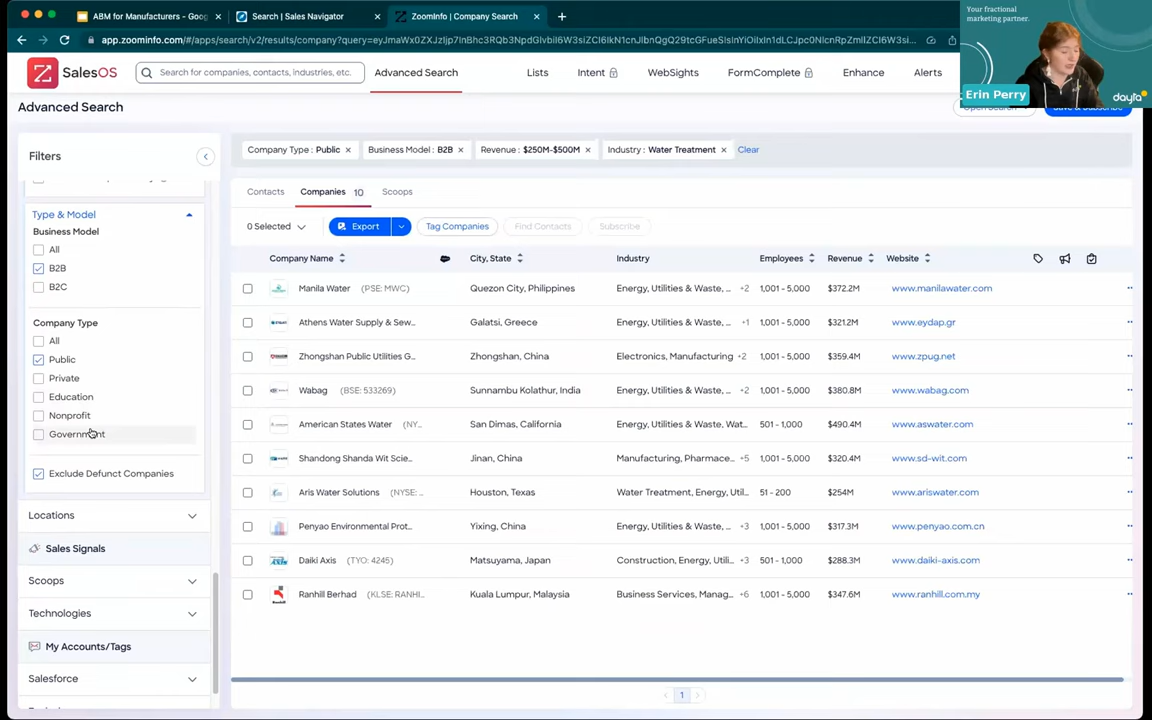 ABM for Manufacturers - Goog
Search | Sales Navigator
ZoomInfo | Company Search
app.zoominfo.com/#/apps/search/v2/results/company?query=
SalesOS
Search for companies, contacts, industries, etc.
Advanced Search
Lists
Intent
WebSights
FormComplete
Enhance
Alerts
Your fractional
marketing partner.
Erin Perry
dayta
Advanced Search
Save & Subscribe
Filters
Company Type : Public
Business Model : B2B
Revenue : $250M-$500M
Industry : Water Treatment
Clear
Type & Model
Business Model
All
B2B
B2C
Company Type
All
Public
Private
Education
Nonprofit
Government
Exclude Defunct Companies
Locations
Sales Signals
Scoops
Technologies
My Accounts/Tags
Salesforce
Contacts
Companies 10
Scoops
0 Selected
Export
Tag Companies
Find Contacts
Subscribe
Company Name City, State Industry Employees Revenue Website
Manila Water (PSE: MWC) Quezon City, Philippines Energy, Utilities & Waste, ... +2 1,001 - 5,000 $372.2M www.manilawater.com
Athens Water Supply & Sew... Galatsi, Greece Energy, Utilities & Waste, ... +1 1,001 - 5,000 $321.2M www.eydap.gr
Zhongshan Public Utilities G... Zhongshan, China Electronics, Manufacturing +2 1,001 - 5,000 $359.4M www.zpug.net
Wabag (BSE: 533269) Sunnambu Kolathur, India Energy, Utilities & Waste, ... +2 1,001 - 5,000 $380.8M www.wabag.com
American States Water (NY... San Dimas, California Energy, Utilities & Waste, Wat... 501 - 1,000 $490.4M www.aswater.com
Shandong Shanda Wit Scie... Jinan, China Manufacturing, Pharmace... +5 1,001 - 5,000 $320.4M www.sd-wit.com
Aris Water Solutions (NYSE: ... Houston, Texas Water Treatment, Energy, Util... 51 - 200 $254M www.ariswater.com
Penyao Environmental Prot... Yixing, China Energy, Utilities & Waste, ... +3 1,001 - 5,000 $317.3M www.penyao.com.cn
Daiki Axis (TYO: 4245) Matsuyama, Japan Construction, Energy, Utili... +3 501 - 1,000 $288.3M www.daiki-axis.com
Ranhill Berhad (KLSE: RANHI... Kuala Lumpur, Malaysia Business Services, Manag... +6 1,001 - 5,000 $347.6M www.ranhill.com.my
1